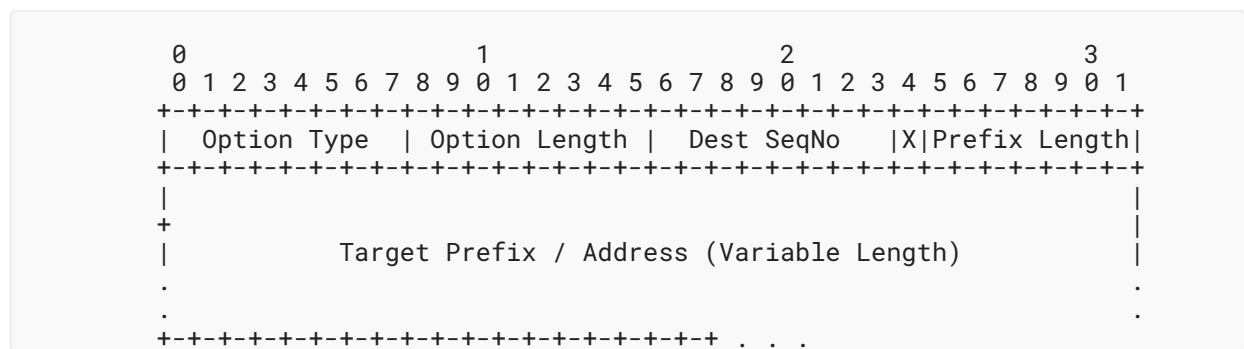 0                   1                   2                   3
 0 1 2 3 4 5 6 7 8 9 0 1 2 3 4 5 6 7 8 9 0 1 2 3 4 5 6 7 8 9 0 1
+-+-+-+-+-+-+-+-+-+-+-+-+-+-+-+-+-+-+-+-+-+-+-+-+-+-+-+-+-+-+-+-+
|  Option Type  | Option Length |  Dest SeqNo   |X|Prefix Length|
+-+-+-+-+-+-+-+-+-+-+-+-+-+-+-+-+-+-+-+-+-+-+-+-+-+-+-+-+-+-+-+-+
|                                                               |
+                                                               |
|           Target Prefix / Address (Variable Length)           |
.                                                               .
.                                                               .
+-+-+-+-+-+-+-+-+-+-+-+-+-+-+-+-+-+-+ . . .